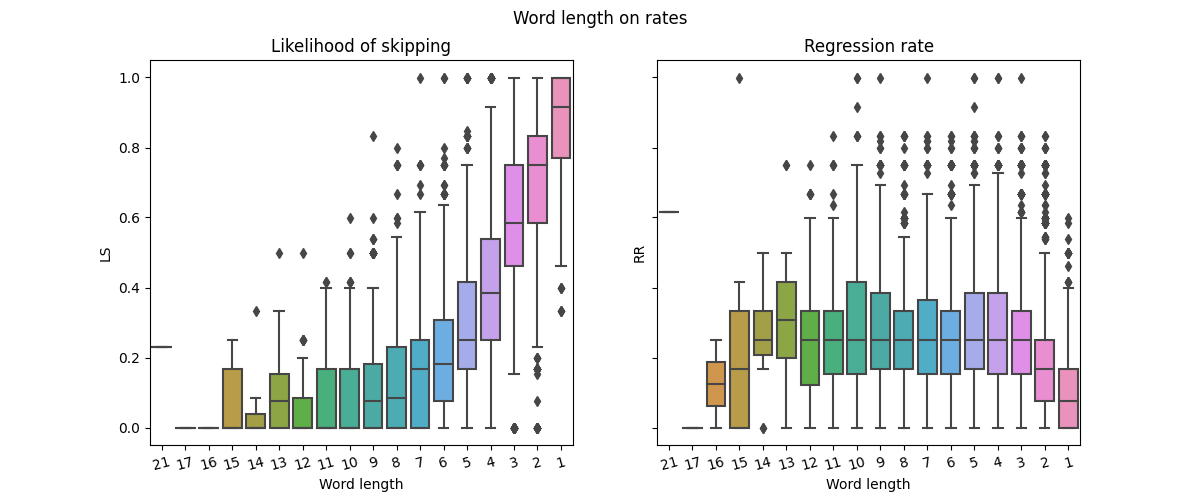 Word length on rates
Likelihood of skipping
Regression rate
1.0
0.8
0.6
0.4
0.2
0.0
LS
RR
21 17 16 15 14 13 12 11 10 9 8 7 6 5 4 3 2 1
21 17 16 15 14 13 12 11 10 9 8 7 6 5 4 3 2 1
Word length
Word length